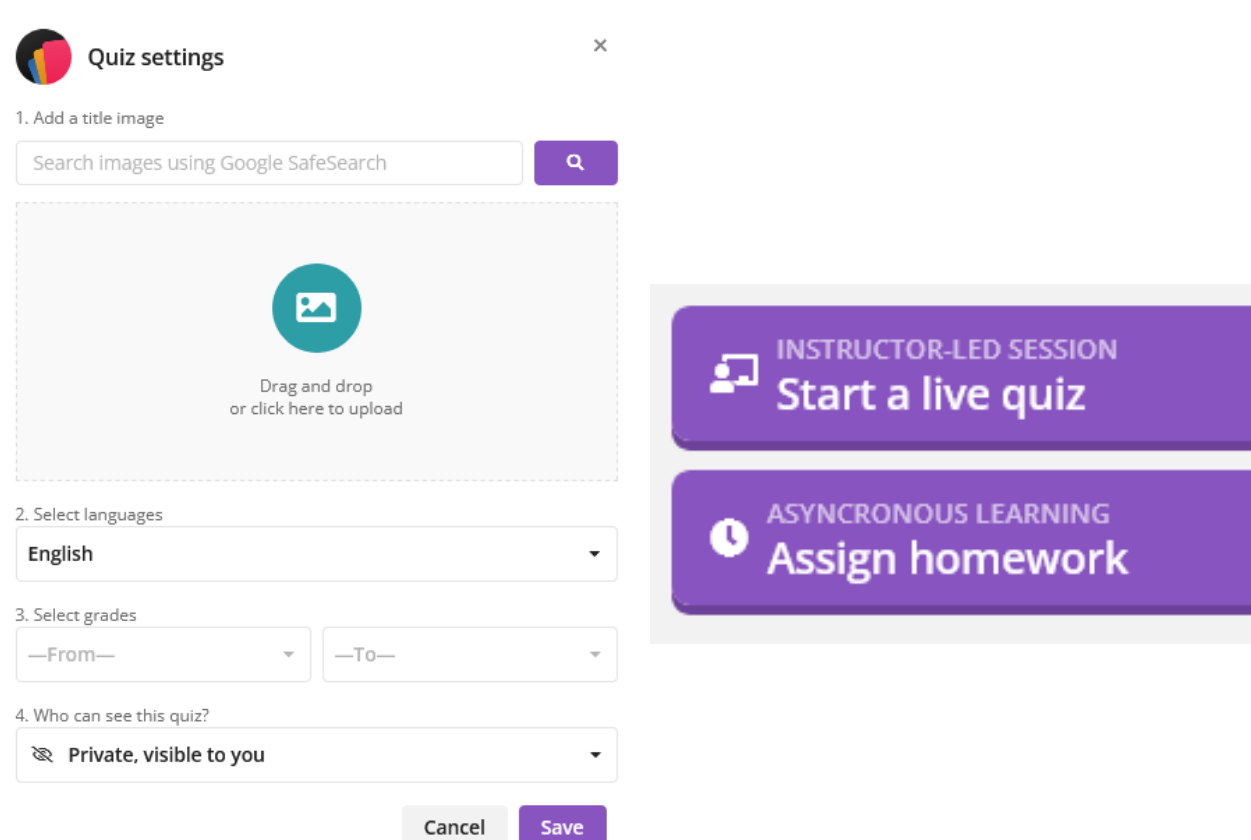 Quiz settings
1. Add a title image
Search images using Google SafeSearch
Drag and drop
or click here to upload
2. Select languages
English
3. Select grades
—From—
—To—
4. Who can see this quiz?
Private, visible to you
Cancel
Save
INSTRUCTOR-LED SESSION
Start a live quiz
ASYNCRONOUS LEARNING
Assign homework